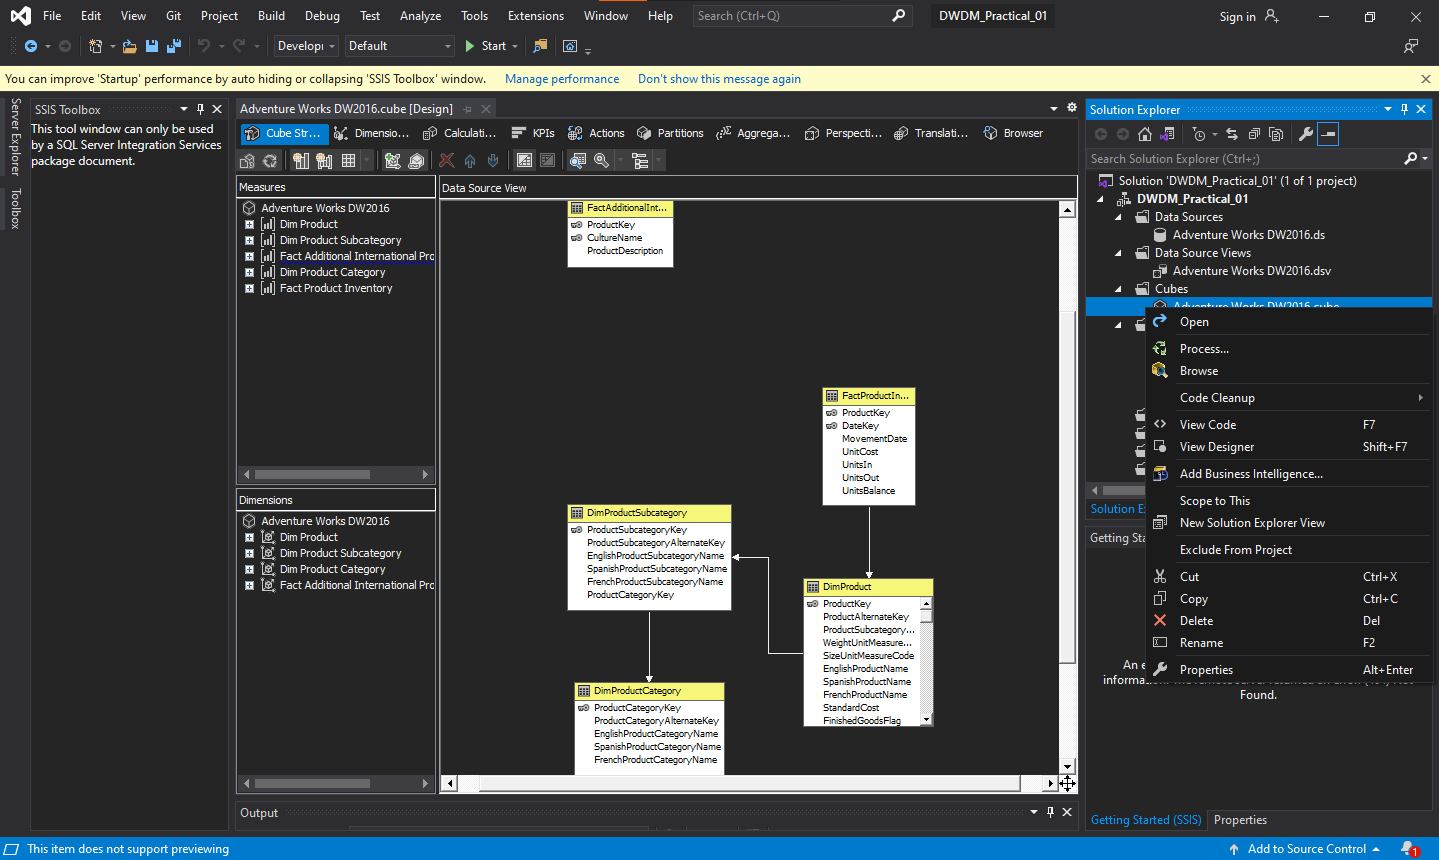 File Edit View Git Project Build Debug Test Analyze Tools Extensions Window Help Search (Ctrl+Q) DWDM_Practical_01 Sign in
Developi Default Start
You can improve 'Startup' performance by auto hiding or collapsing 'SSIS Toolbox' window. Manage performance Don't show this message again
Server Explorer
Toolbox
SSIS Toolbox
This tool window can only be used
by a SQL Server Integration Services
package document.
Adventure Works DW2016.cube [Design]
Cube Str... Dimensio... Calculati... KPIs Actions Partitions Aggrega... Perspecti... Translati... Browser
Measures
Adventure Works DW2016
Dim Product
Dim Product Subcategory
Fact Additional International Pro
Dim Product Category
Fact Product Inventory
Dimensions
Adventure Works DW2016
Dim Product
Dim Product Subcategory
Dim Product Category
Fact Additional International Pro
Data Source View
FactAdditionalInt...
ProductKey
CultureName
ProductDescription
FactProductIn...
ProductKey
DateKey
MovementDate
UnitCost
UnitsIn
UnitsOut
UnitsBalance
DimProductSubcategory
ProductSubcategoryKey
ProductSubcategoryAlternateKey
EnglishProductSubcategoryName
SpanishProductSubcategoryName
FrenchProductSubcategoryName
ProductCategoryKey
DimProduct
ProductKey
ProductAlternateKey
ProductSubcategory...
WeightUnitMeasure...
SizeUnitMeasureCode
EnglishProductName
SpanishProductName
FrenchProductName
StandardCost
FinishedGoodsFlag
DimProductCategory
ProductCategoryKey
ProductCategoryAlternateKey
EnglishProductCategoryName
SpanishProductCategoryName
FrenchProductCategoryName
Output
Solution Explorer
Search Solution Explorer (Ctrl+;)
Solution 'DWDM_Practical_01' (1 of 1 project)
DWDM_Practical_01
Data Sources
Adventure Works DW2016.ds
Data Source Views
Adventure Works DW2016.dsv
Cubes
Adventure Works DW2016.cube
Open
Process...
Browse
Code Cleanup
View Code F7
View Designer Shift+F7
Add Business Intelligence...
Scope to This
New Solution Explorer View
Exclude From Project
Cut Ctrl+X
Copy Ctrl+C
Delete Del
Rename F2
Properties Alt+Enter
Solution E
Getting Sta
An e
Found.
Getting Started (SSIS) Properties
This item does not support previewing Add to Source Control 1